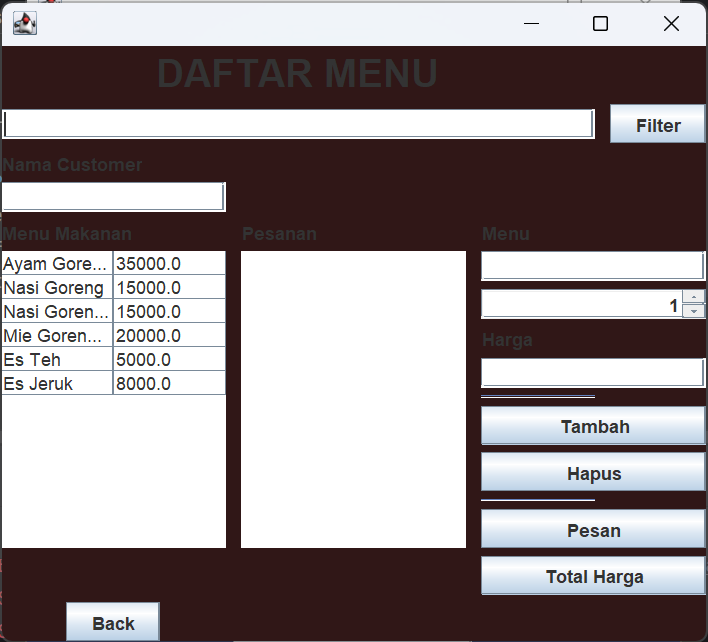 DAFTAR MENU
Filter
Nama Customer
Menu Makanan
Pesanan
Menu
Ayam Gore... 35000.0
Nasi Goreng 15000.0
Nasi Goren... 15000.0
Mie Goren... 20000.0
Es Teh 5000.0
Es Jeruk 8000.0
1
Harga
Tambah
Hapus
Pesan
Total Harga
Back